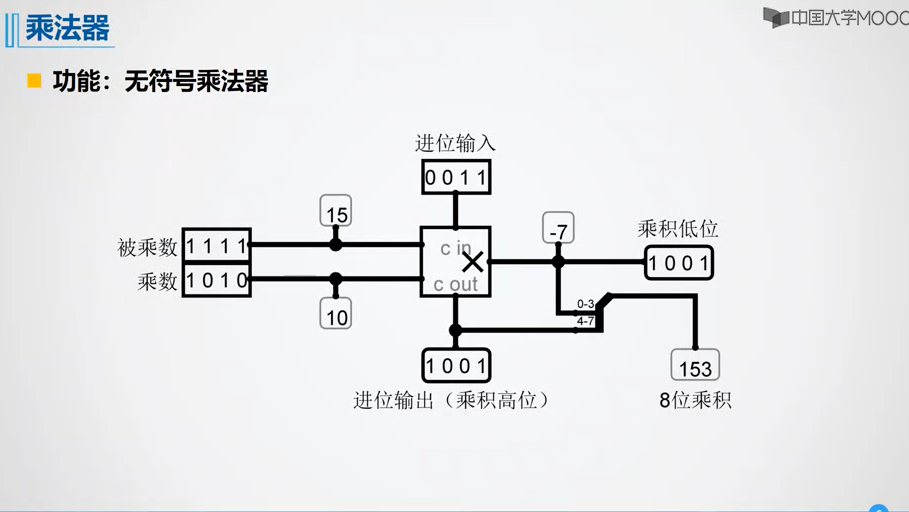 乘法器
中国大学MOOC
功能：无符号乘法器
进位输入
0 0 1 1
15
-7
乘积低位
被乘数
1 1 1 1
c in
1 0 0 1
乘数
1 0 1 0
c out
10
0-3
4-7
1 0 0 1
153
进位输出（乘积高位）
8位乘积